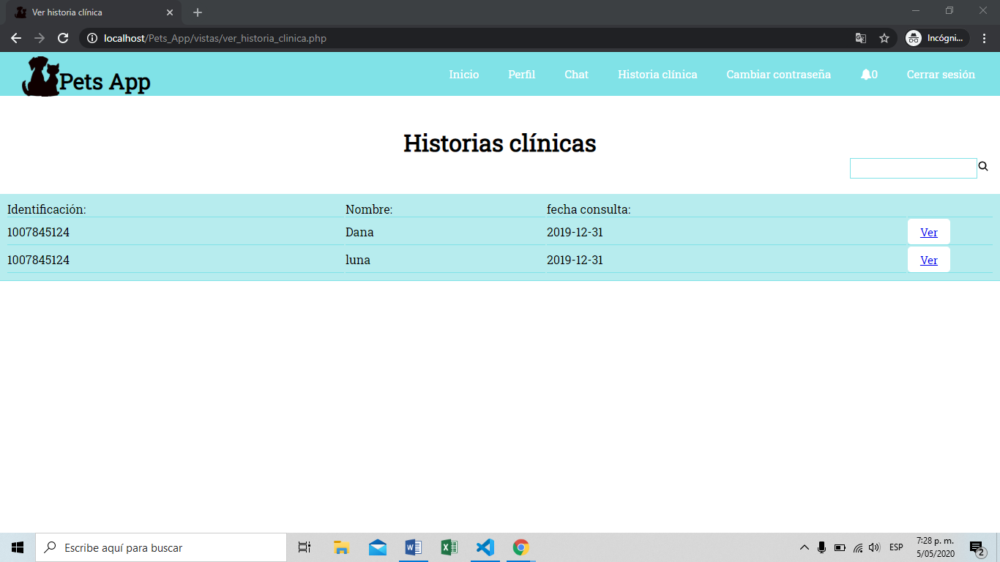 Ver historia clínica
localhost/Pets_App/vistas/ver_historia_clinica.php
Incógni...
Pets App
Inicio Perfil Chat Historia clínica Cambiar contraseña 0 Cerrar sesión
Historias clínicas
Identificación: Nombre: fecha consulta:
1007845124 Dana 2019-12-31 Ver
1007845124 luna 2019-12-31 Ver
Escribe aquí para buscar
ESP
7:28 p. m.
5/05/2020
2